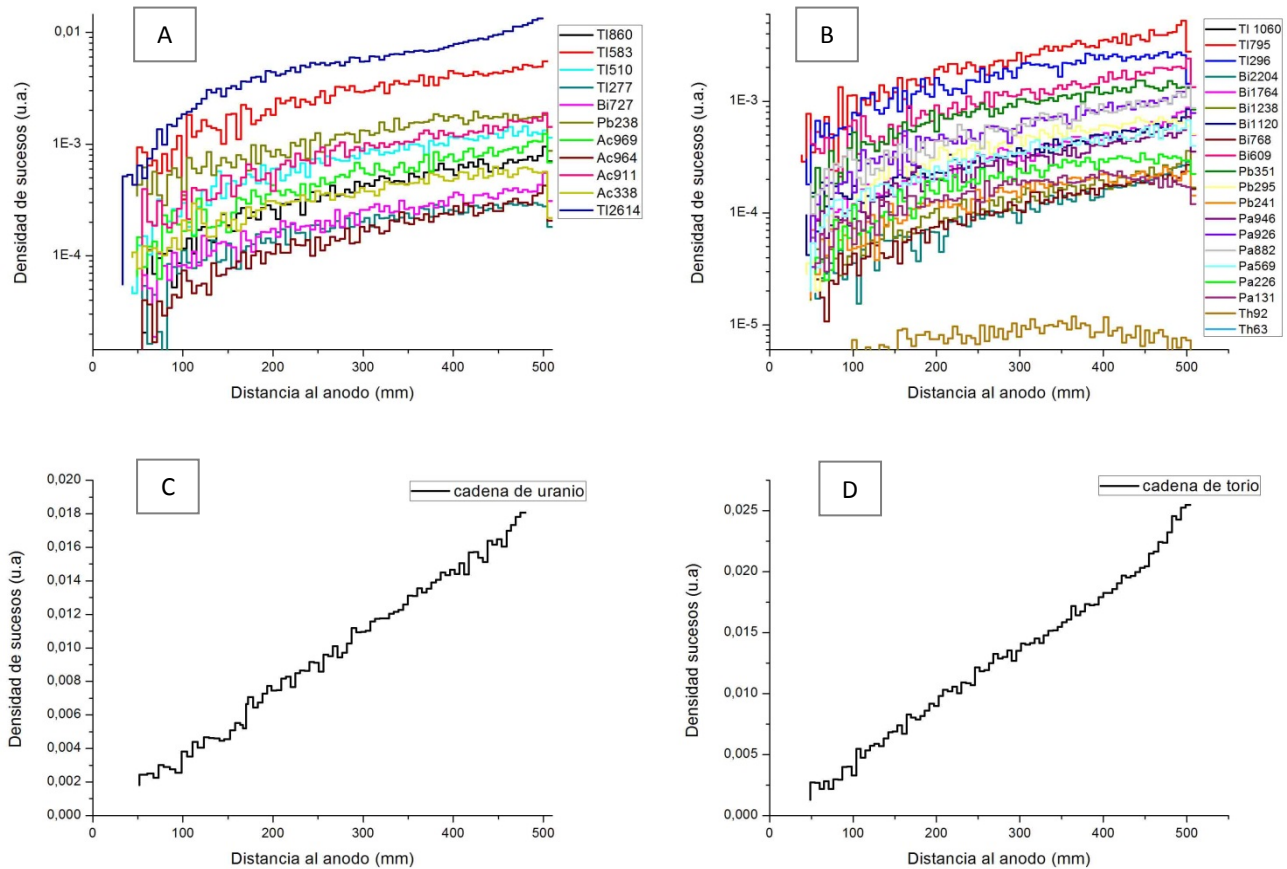 A
Densidad de sucesos (u.a.)
0,01
1E-3
1E-4
0
100
200
300
400
500
Distancia al anodo (mm)
Tl860
Tl583
Tl510
Tl277
Bi727
Pb238
Ac969
Ac964
Ac911
Ac338
Tl2614
B
Densidad de sucesos (u.a.)
1E-3
1E-4
1E-5
0
100
200
300
400
500
Distancia al anodo (mm)
Tl 1060
Tl795
Tl296
Bi2204
Bi1764
Bi1238
Bi1120
Bi768
Bi609
Pb351
Pb295
Pb241
Pa946
Pa926
Pa882
Pa569
Pa226
Pa131
Th92
Th63
C
cadena de uranio
Densidad de sucesos (u.a)
0,020
0,018
0,016
0,014
0,012
0,010
0,008
0,006
0,004
0,002
0,000
0
100
200
300
400
500
Distancia al anodo (mm)
D
cadena de torio
Densidad sucesos (u.a)
0,025
0,020
0,015
0,010
0,005
0,000
0
100
200
300
400
500
Distancia al anodo (mm)